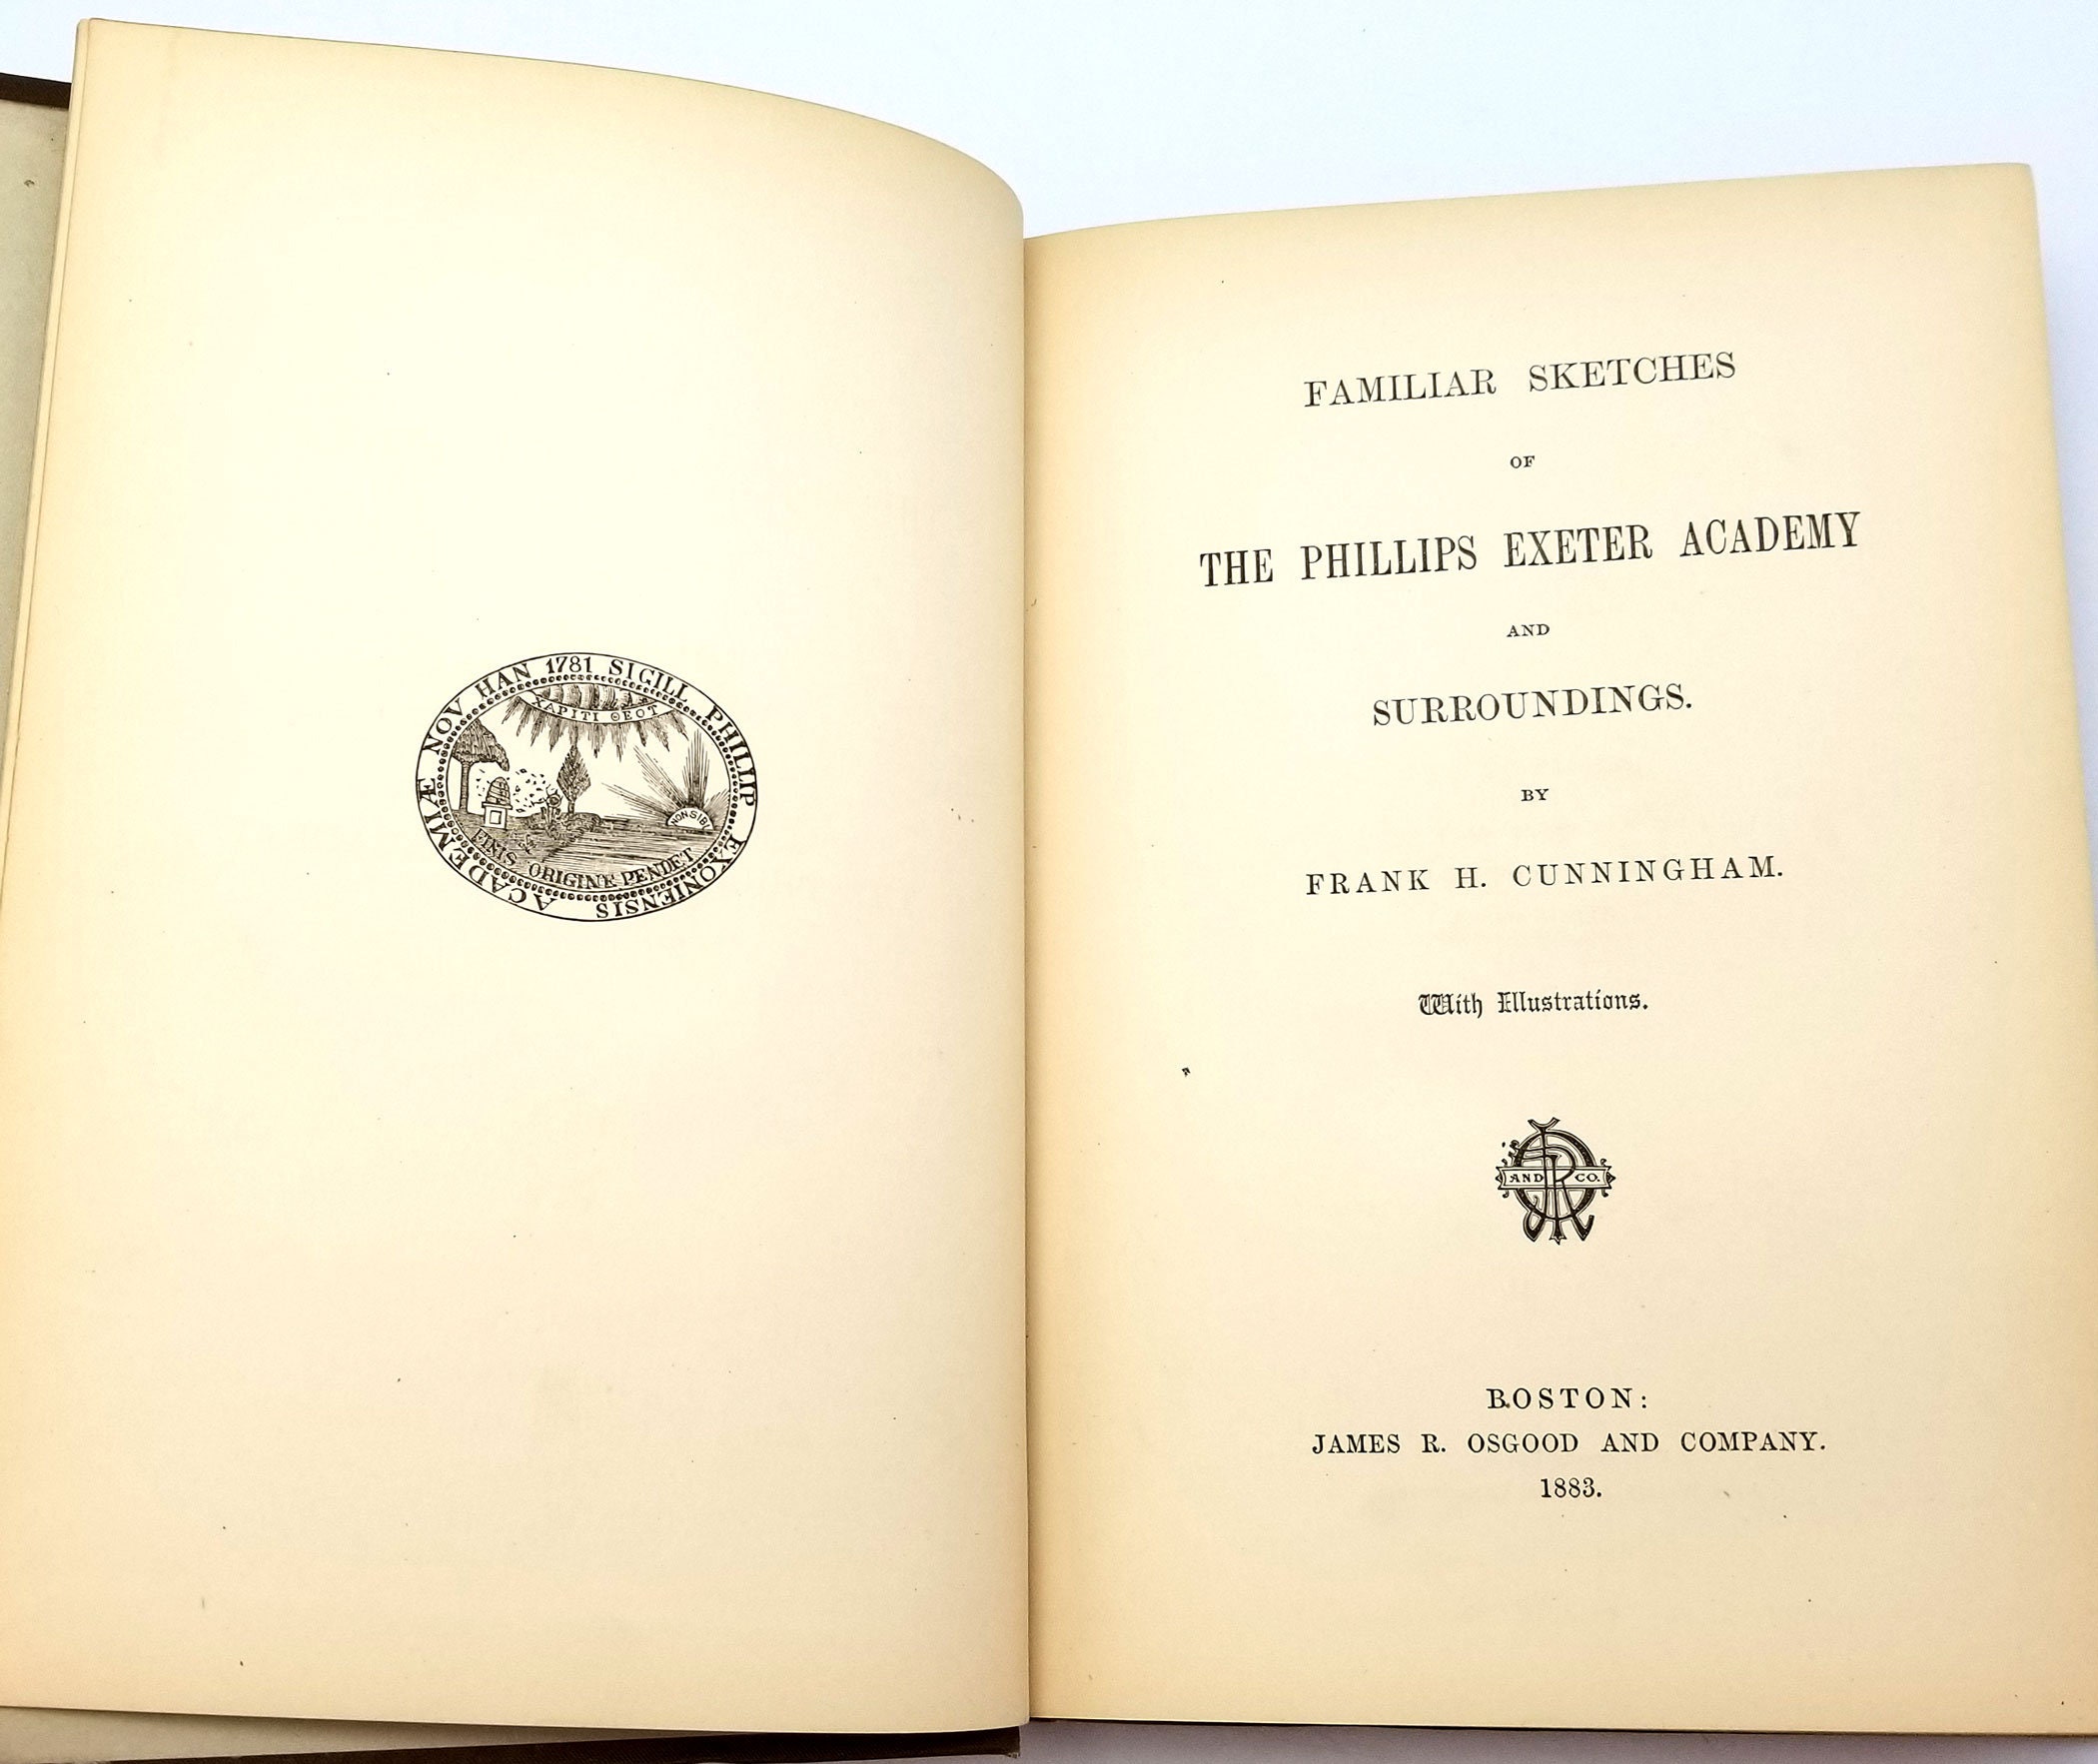 SIGILL PHILLIP EXONIENSIS ACADEMIÆ NOV HAN 1781
ΧΑΡΙΤΙ ΘΕΟΥ
NON SIBI
FINIS ORIGINE PENDET
FAMILIAR SKETCHES
OF
THE PHILLIPS EXETER ACADEMY
AND
SURROUNDINGS.
BY
FRANK H. CUNNINGHAM.
With Illustrations.
AND CO.
BOSTON:
JAMES R. OSGOOD AND COMPANY.
1883.